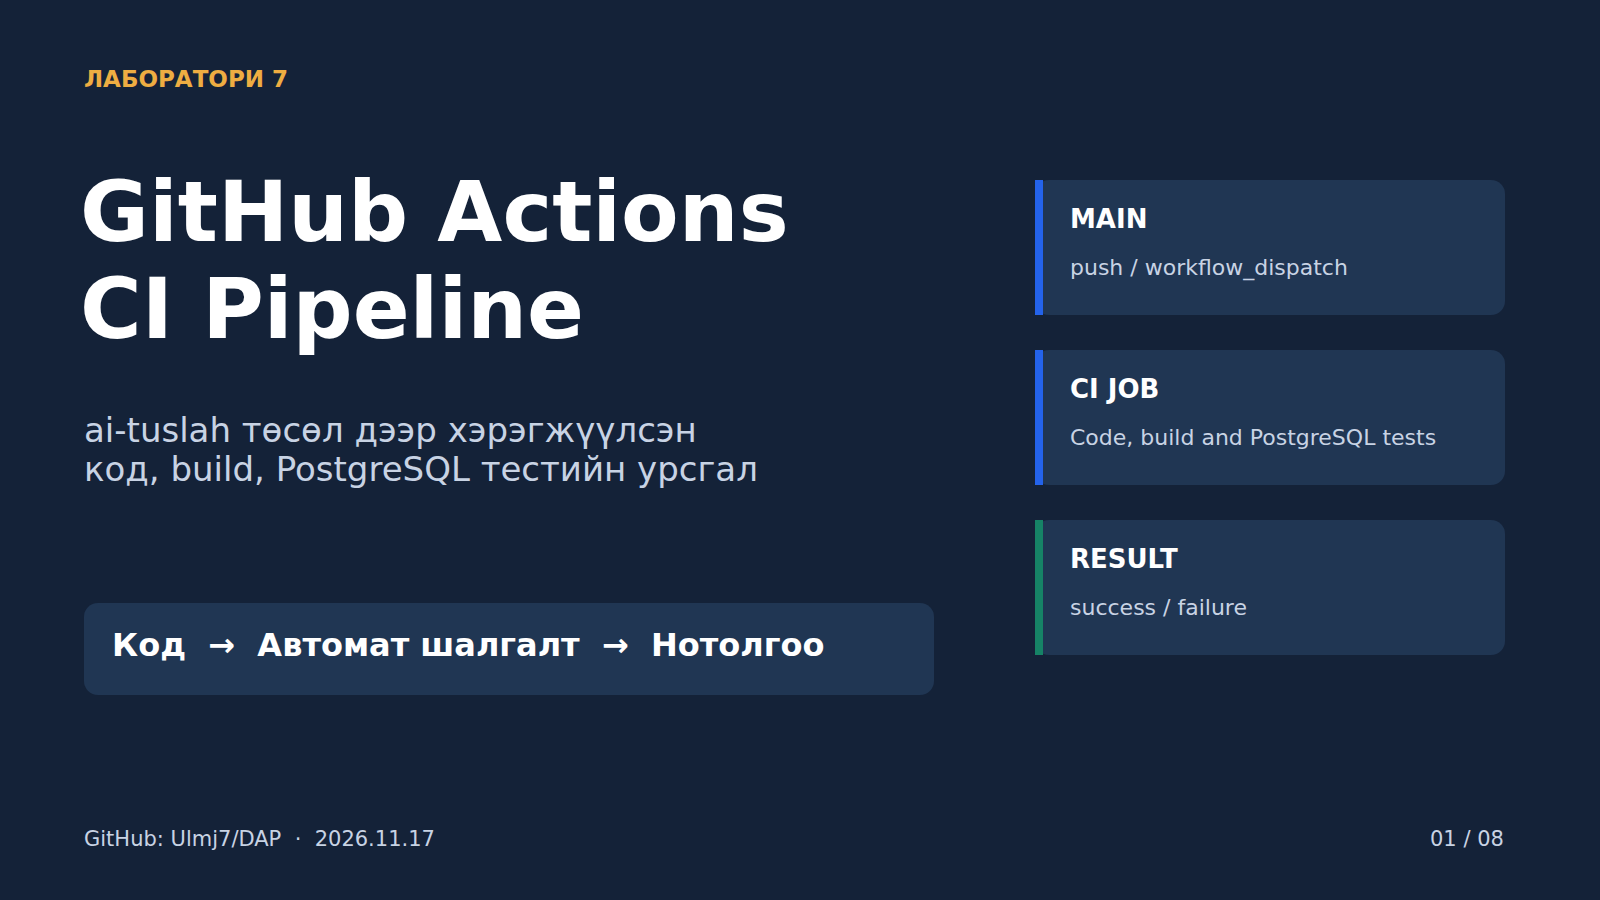 ЛАБОРАТОРИ 7
GitHub Actions
CI Pipeline
ai-tuslah төсөл дээр хэрэгжүүлсэн
код, build, PostgreSQL тестийн урсгал
Код → Автомат шалгалт → Нотолгоо
MAIN
push / workflow_dispatch
CI JOB
Code, build and PostgreSQL tests
RESULT
success / failure
GitHub: Ulmj7/DAP · 2026.11.17
01 / 08